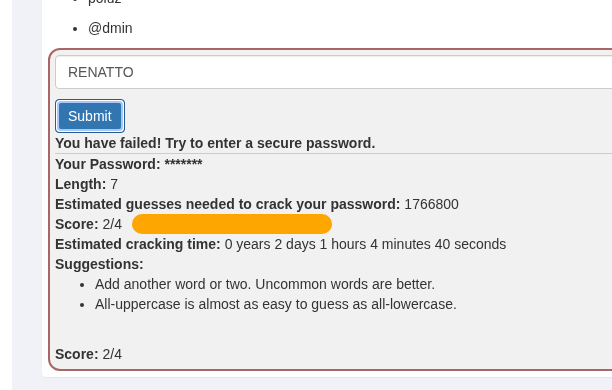 @dmin
RENATTO
Submit
You have failed! Try to enter a secure password.
Your Password: *******
Length: 7
Estimated guesses needed to crack your password: 1766800
Score: 2/4
Estimated cracking time: 0 years 2 days 1 hours 4 minutes 40 seconds
Suggestions:
Add another word or two. Uncommon words are better.
All-uppercase is almost as easy to guess as all-lowercase.
Score: 2/4